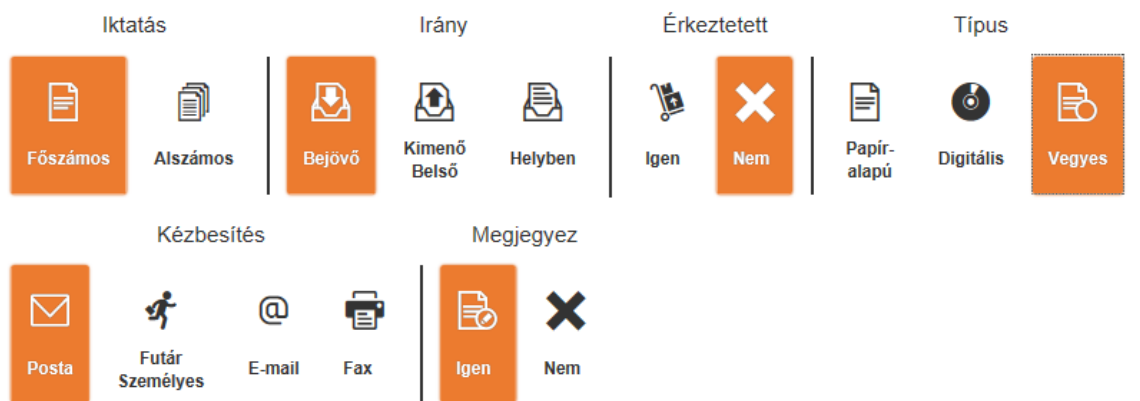 Iktatás
Irány
Érkeztetett
Típus
Főszámos
Alszámos
Bejövő
Kimenő
Belső
Helyben
Igen
Nem
Papír-
alapú
Digitális
Vegyes
Kézbesítés
Megjegyez
Posta
Futár
Személyes
@
E-mail
Fax
Igen
Nem